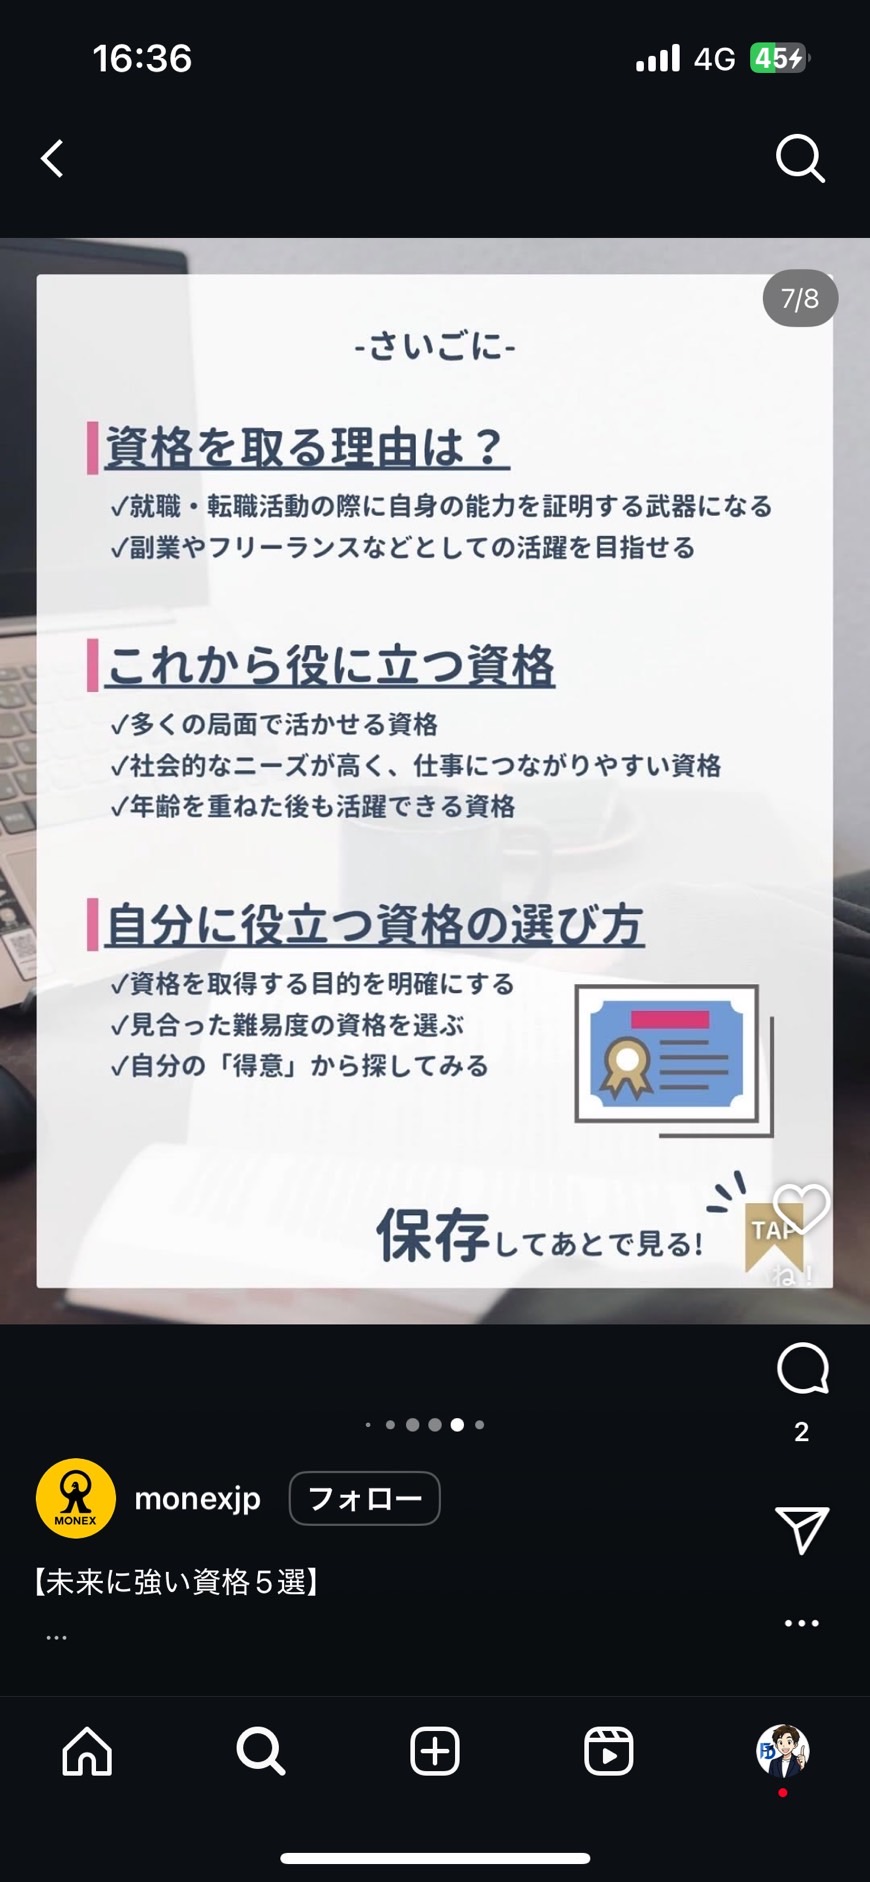 16:36
4G
45
7/8
-さいごに-
資格を取る理由は？
✓就職・転職活動の際に自身の能力を証明する武器になる
✓副業やフリーランスなどとしての活躍を目指せる
これから役に立つ資格
✓多くの局面で活かせる資格
✓社会的なニーズが高く、仕事につながりやすい資格
✓年齢を重ねた後も活躍できる資格
自分に役立つ資格の選び方
✓資格を取得する目的を明確にする
✓見合った難易度の資格を選ぶ
✓自分の「得意」から探してみる
保存してあとで見る!
TAP
ね！
2
MONEX
monexjp
フォロー
【未来に強い資格５選】
...